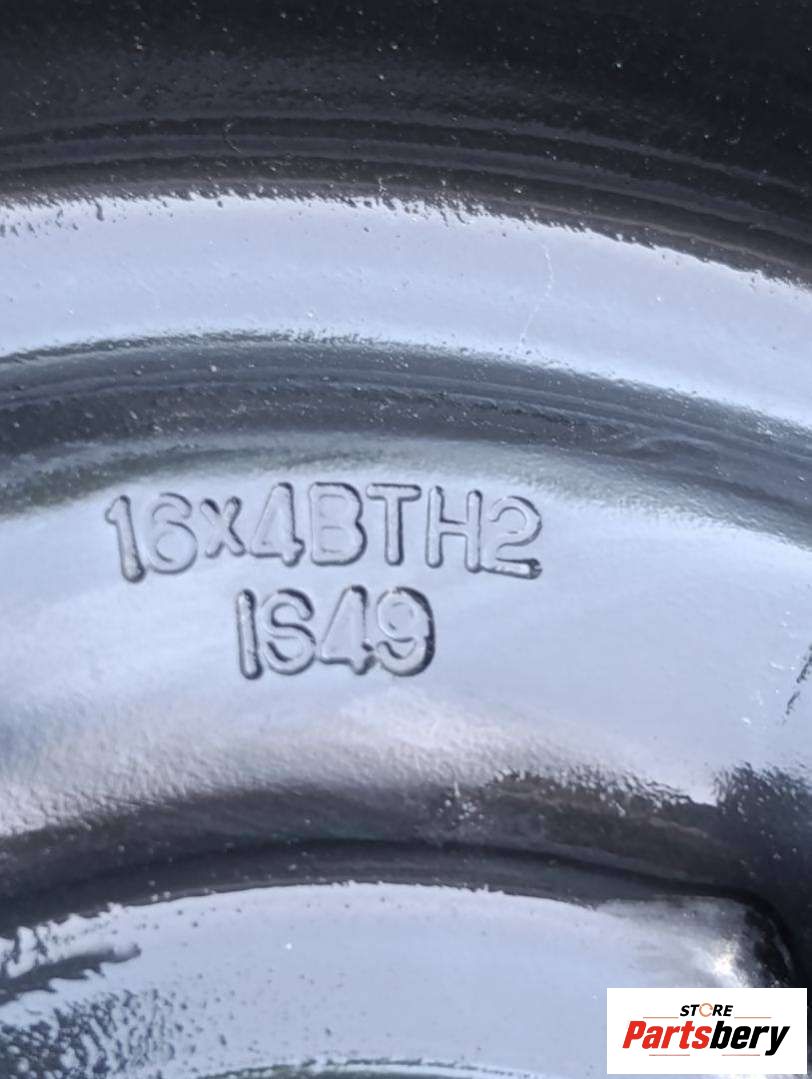 16x4BTH2
IS49
STORE
Partsbery